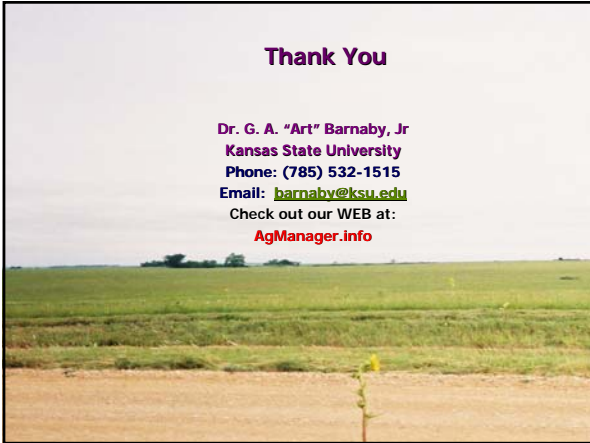 Thank You
Dr. G. A. “Art” Barnaby, Jr
Kansas State University
Phone: (785) 532-1515
Email: barnaby@ksu.edu
Check out our WEB at:
AgManager.info